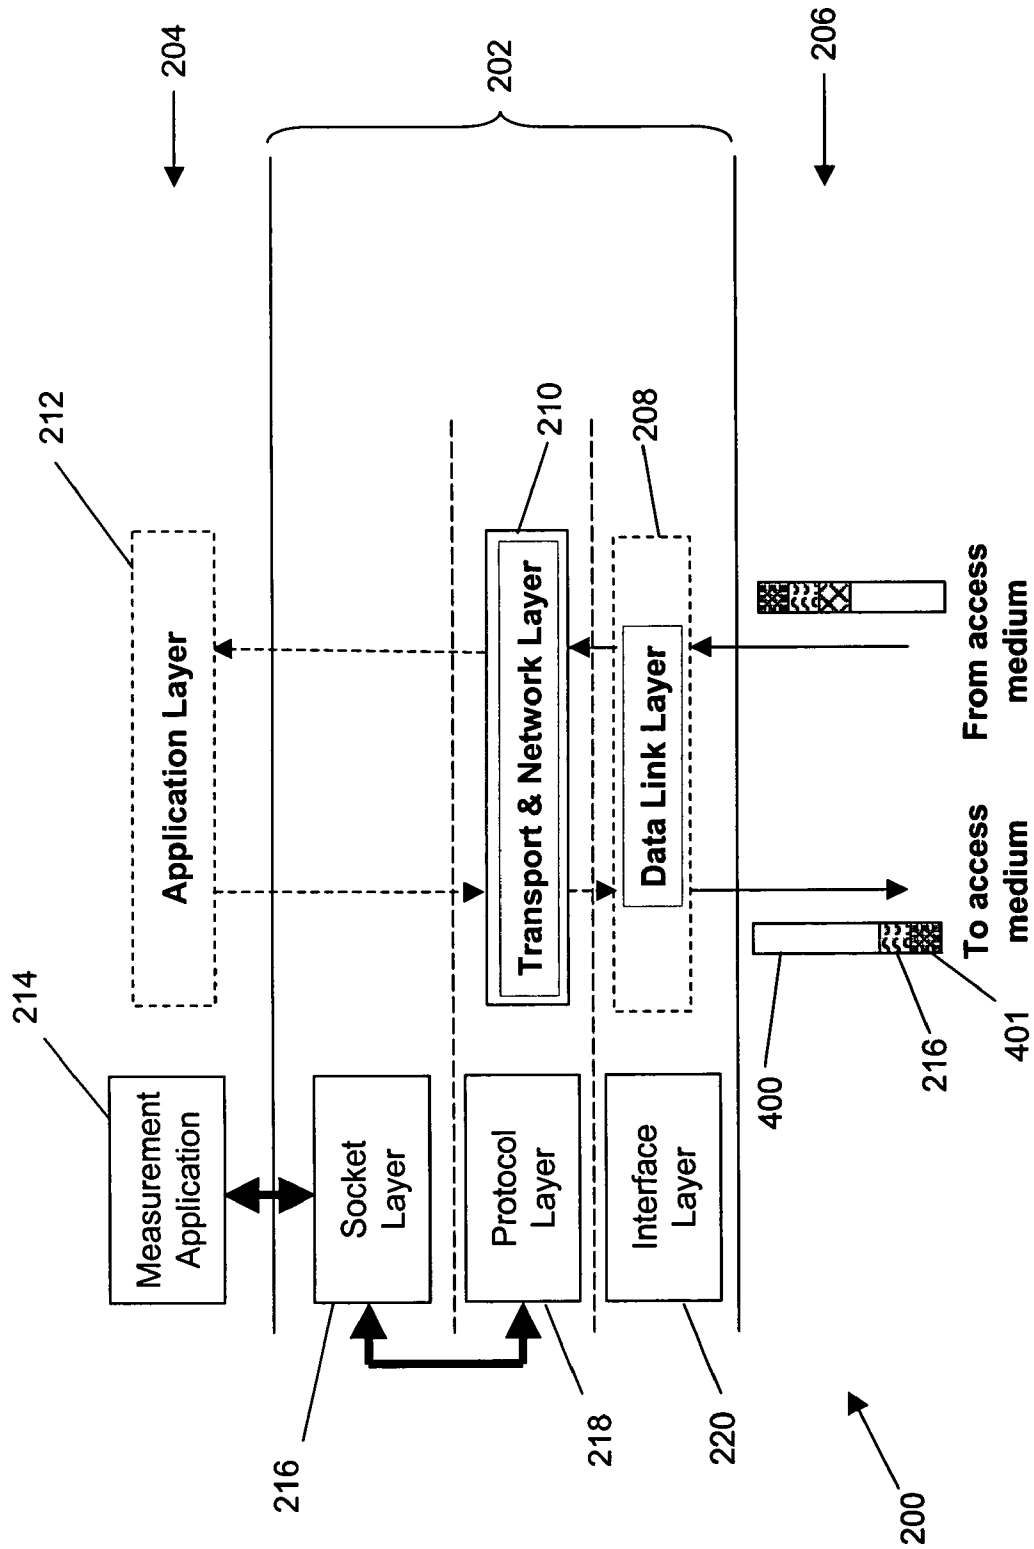 214
212
204
Measurement
Application
Application Layer
216
Socket
Layer
202
Protocol
Layer
Transport & Network Layer
210
218
Interface
Layer
Data Link Layer
208
220
206
400
200
216
401
To access
medium
From access
medium